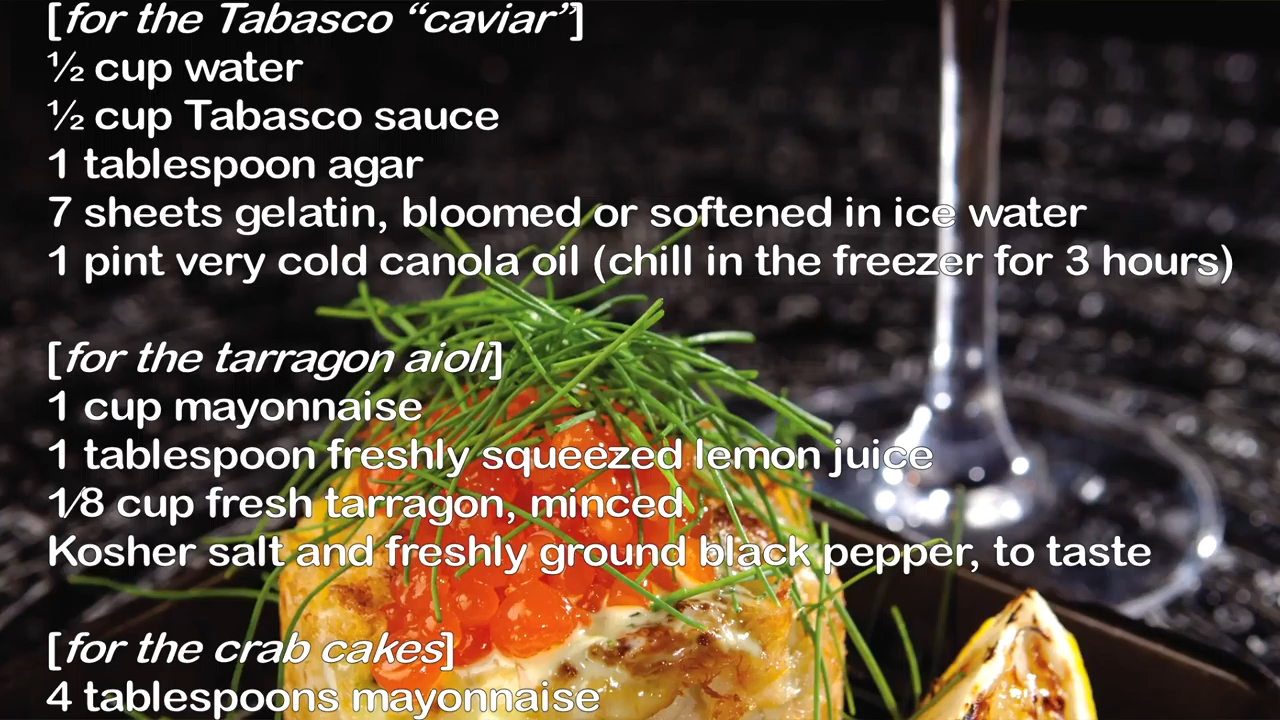 [for the Tabasco “caviar”]
½ cup water
½ cup Tabasco sauce
1 tablespoon agar
7 sheets gelatin, bloomed or softened in ice water
1 pint very cold canola oil (chill in the freezer for 3 hours)
[for the tarragon aioli]
1 cup mayonnaise
1 tablespoon freshly squeezed lemon juice
1⁄8 cup fresh tarragon, minced
Kosher salt and freshly ground black pepper, to taste
[for the crab cakes]
4 tablespoons mayonnaise